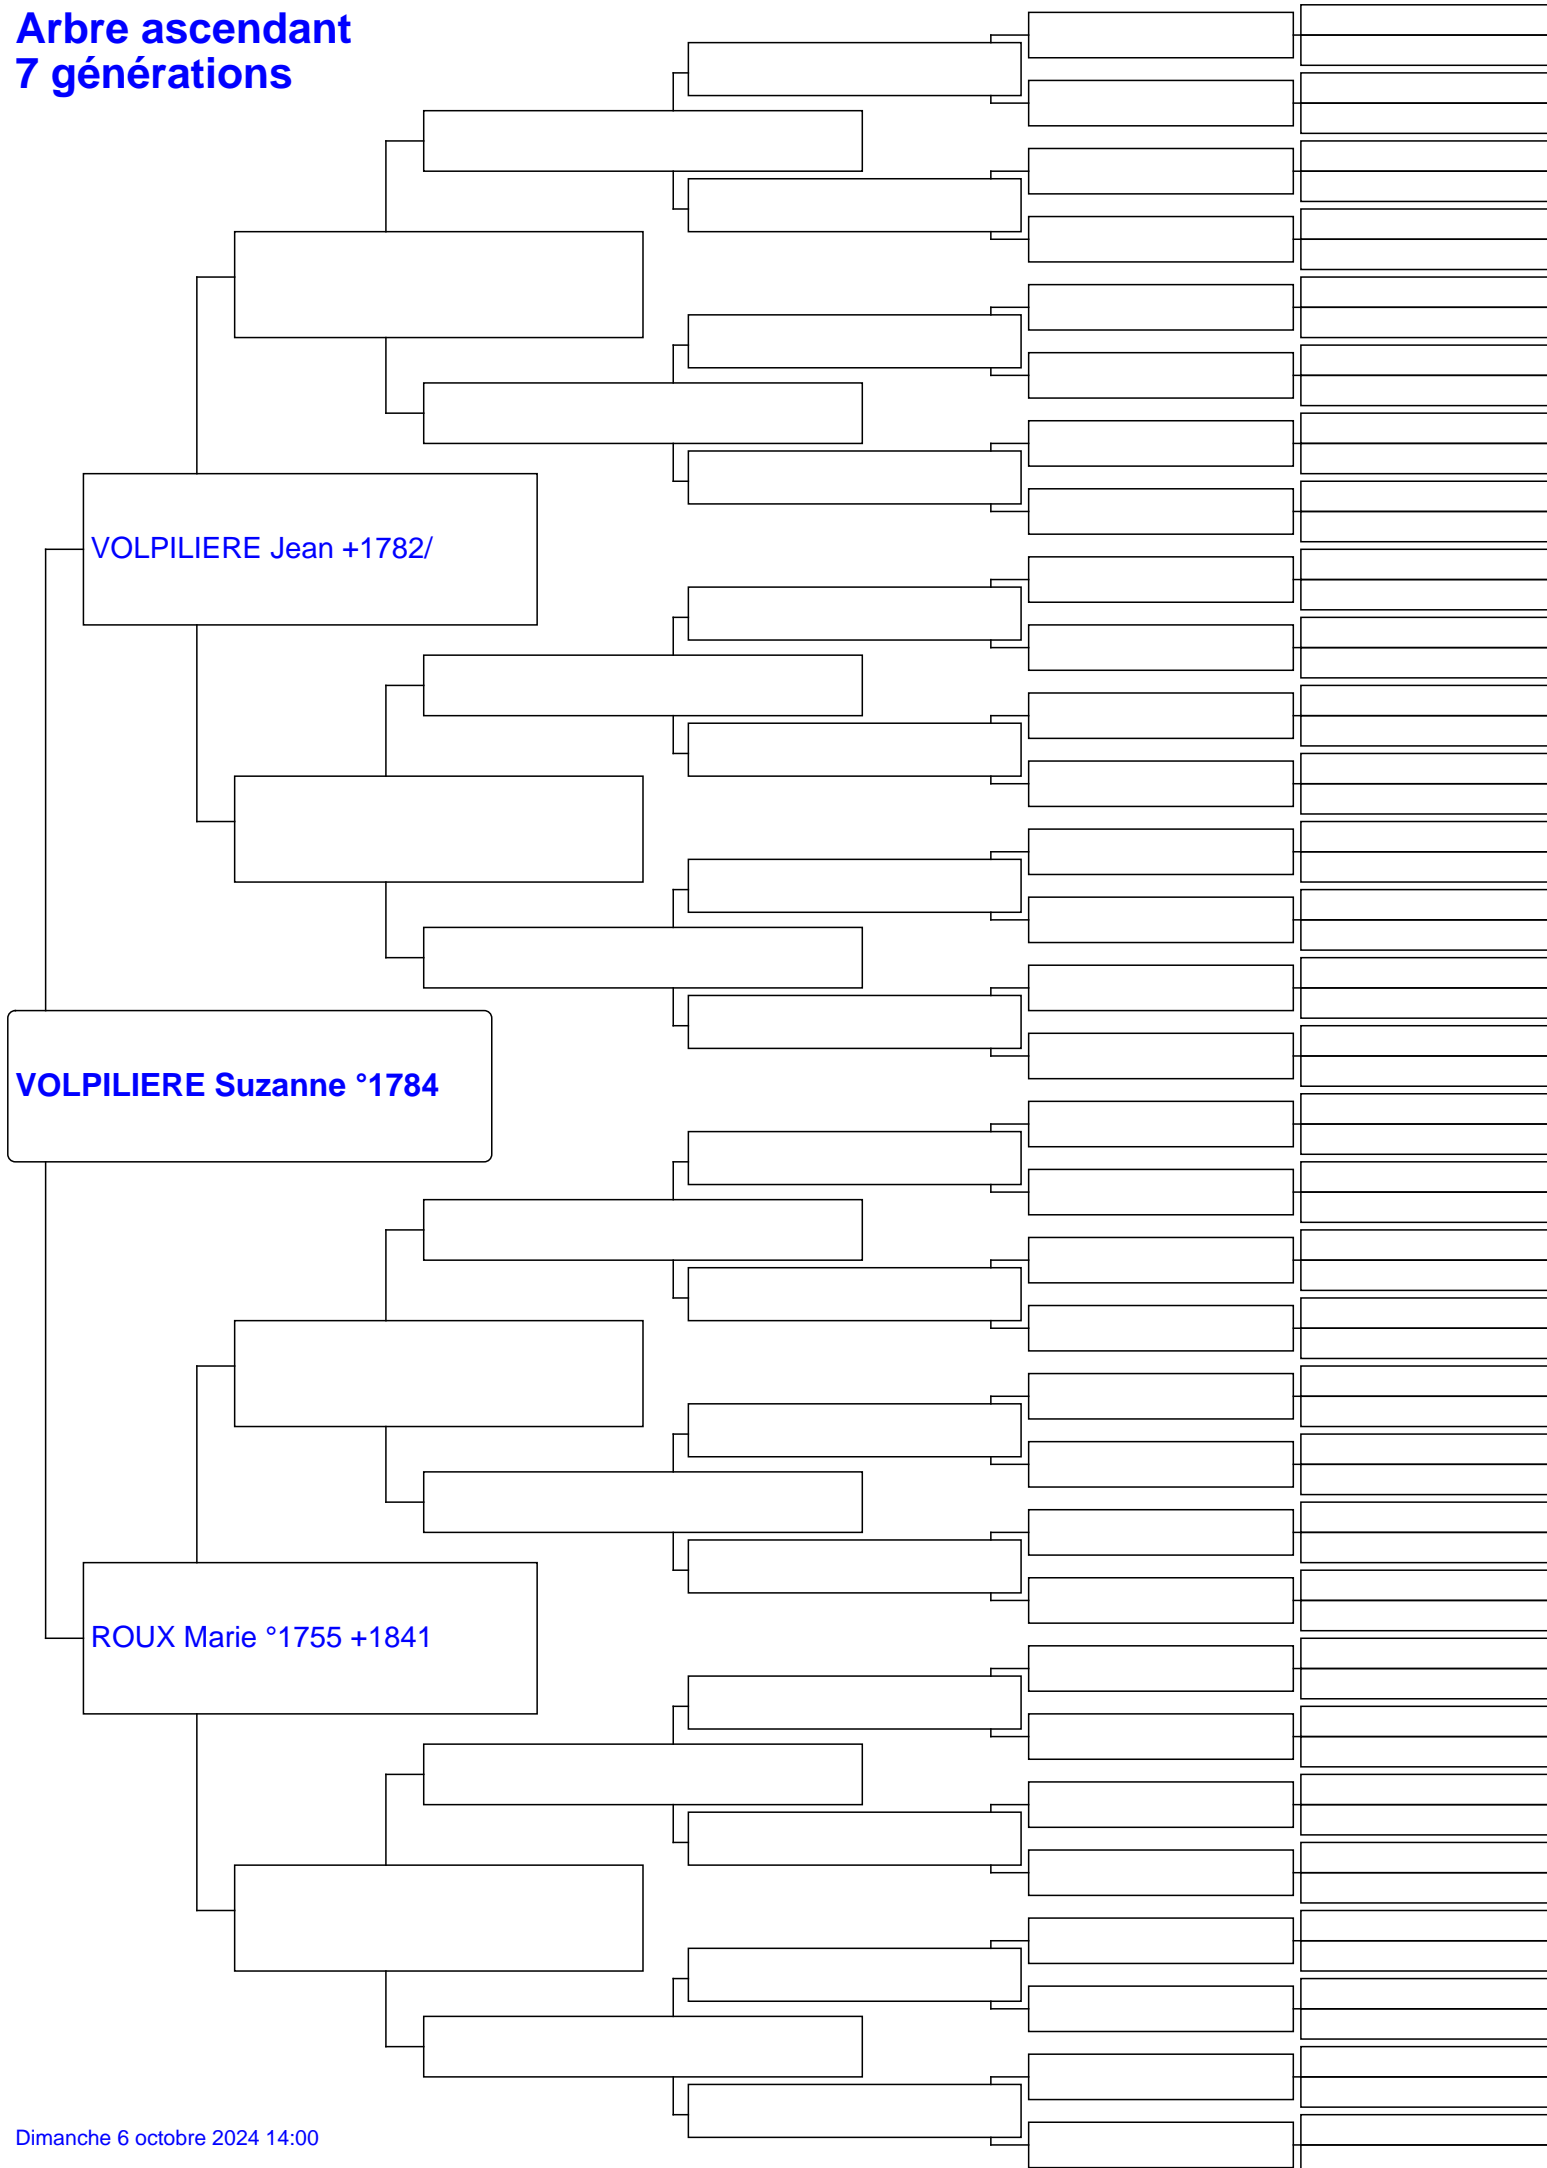 Arbre ascendant
7 générations
VOLPILIERE Jean +1782/
VOLPILIERE Suzanne °1784
ROUX Marie °1755 +1841
Dimanche 6 octobre 2024 14:00